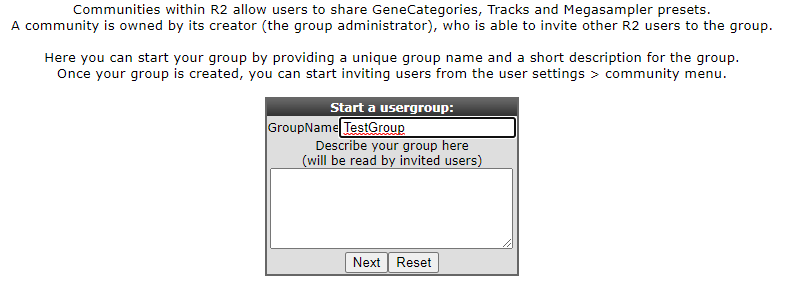 Communities within R2 allow users to share GeneCategories, Tracks and Megasampler presets.
A community is owned by its creator (the group administrator), who is able to invite other R2 users to the group.
Here you can start your group by providing a unique group name and a short description for the group.
Once your group is created, you can start inviting users from the user settings > community menu.
Start a usergroup:
GroupName TestGroup
Describe your group here
(will be read by invited users)
Next Reset